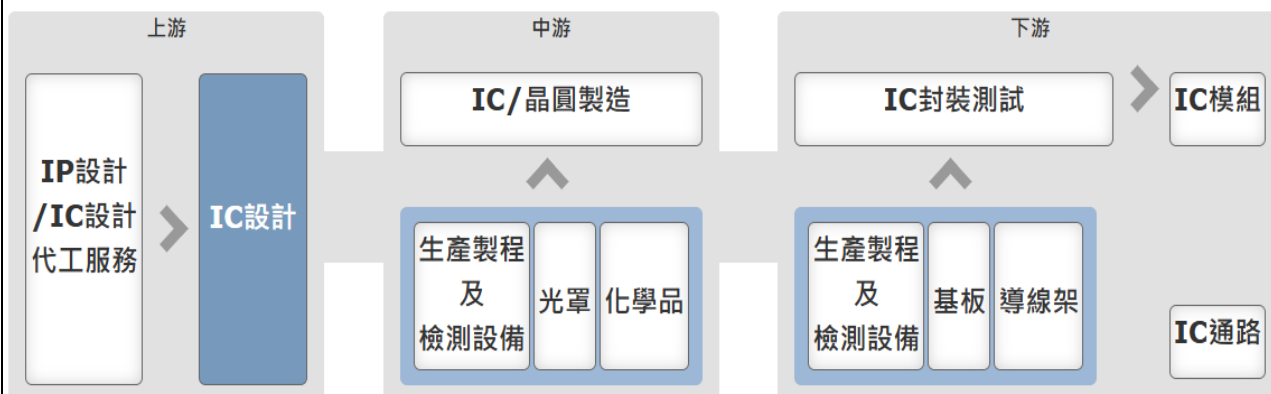 上游
IP設計
/IC設計
代工服務
IC設計
中游
IC/晶圓製造
生產製程
及
檢測設備
光罩
化學品
下游
IC封裝測試
IC模組
生產製程
及
檢測設備
基板
導線架
IC通路